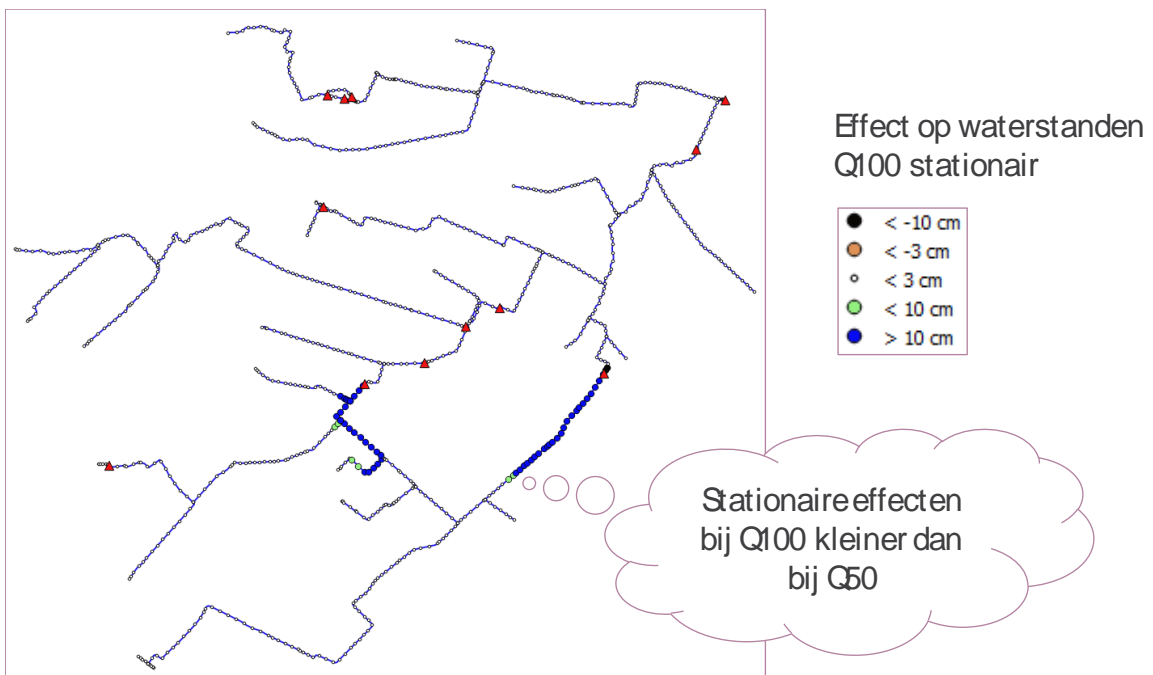 Effect op waterstanden
Q100 stationair
< -10 cm
< -3 cm
< 3 cm
< 10 cm
> 10 cm
Stationaire effecten
bij Q100 kleiner dan
bij Q50